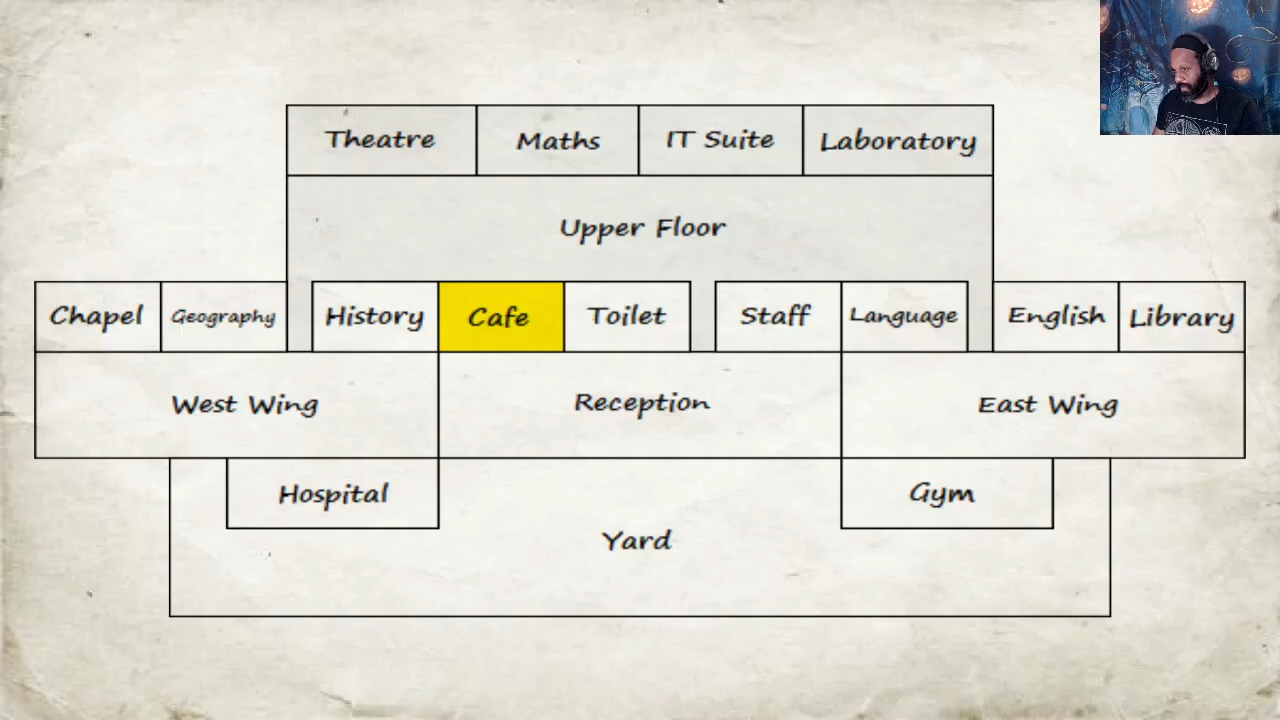 Theatre Maths IT Suite Laboratory
Upper Floor
Chapel Geography History Cafe Toilet Staff Language English Library
West Wing Reception East Wing
Hospital Gym
Yard